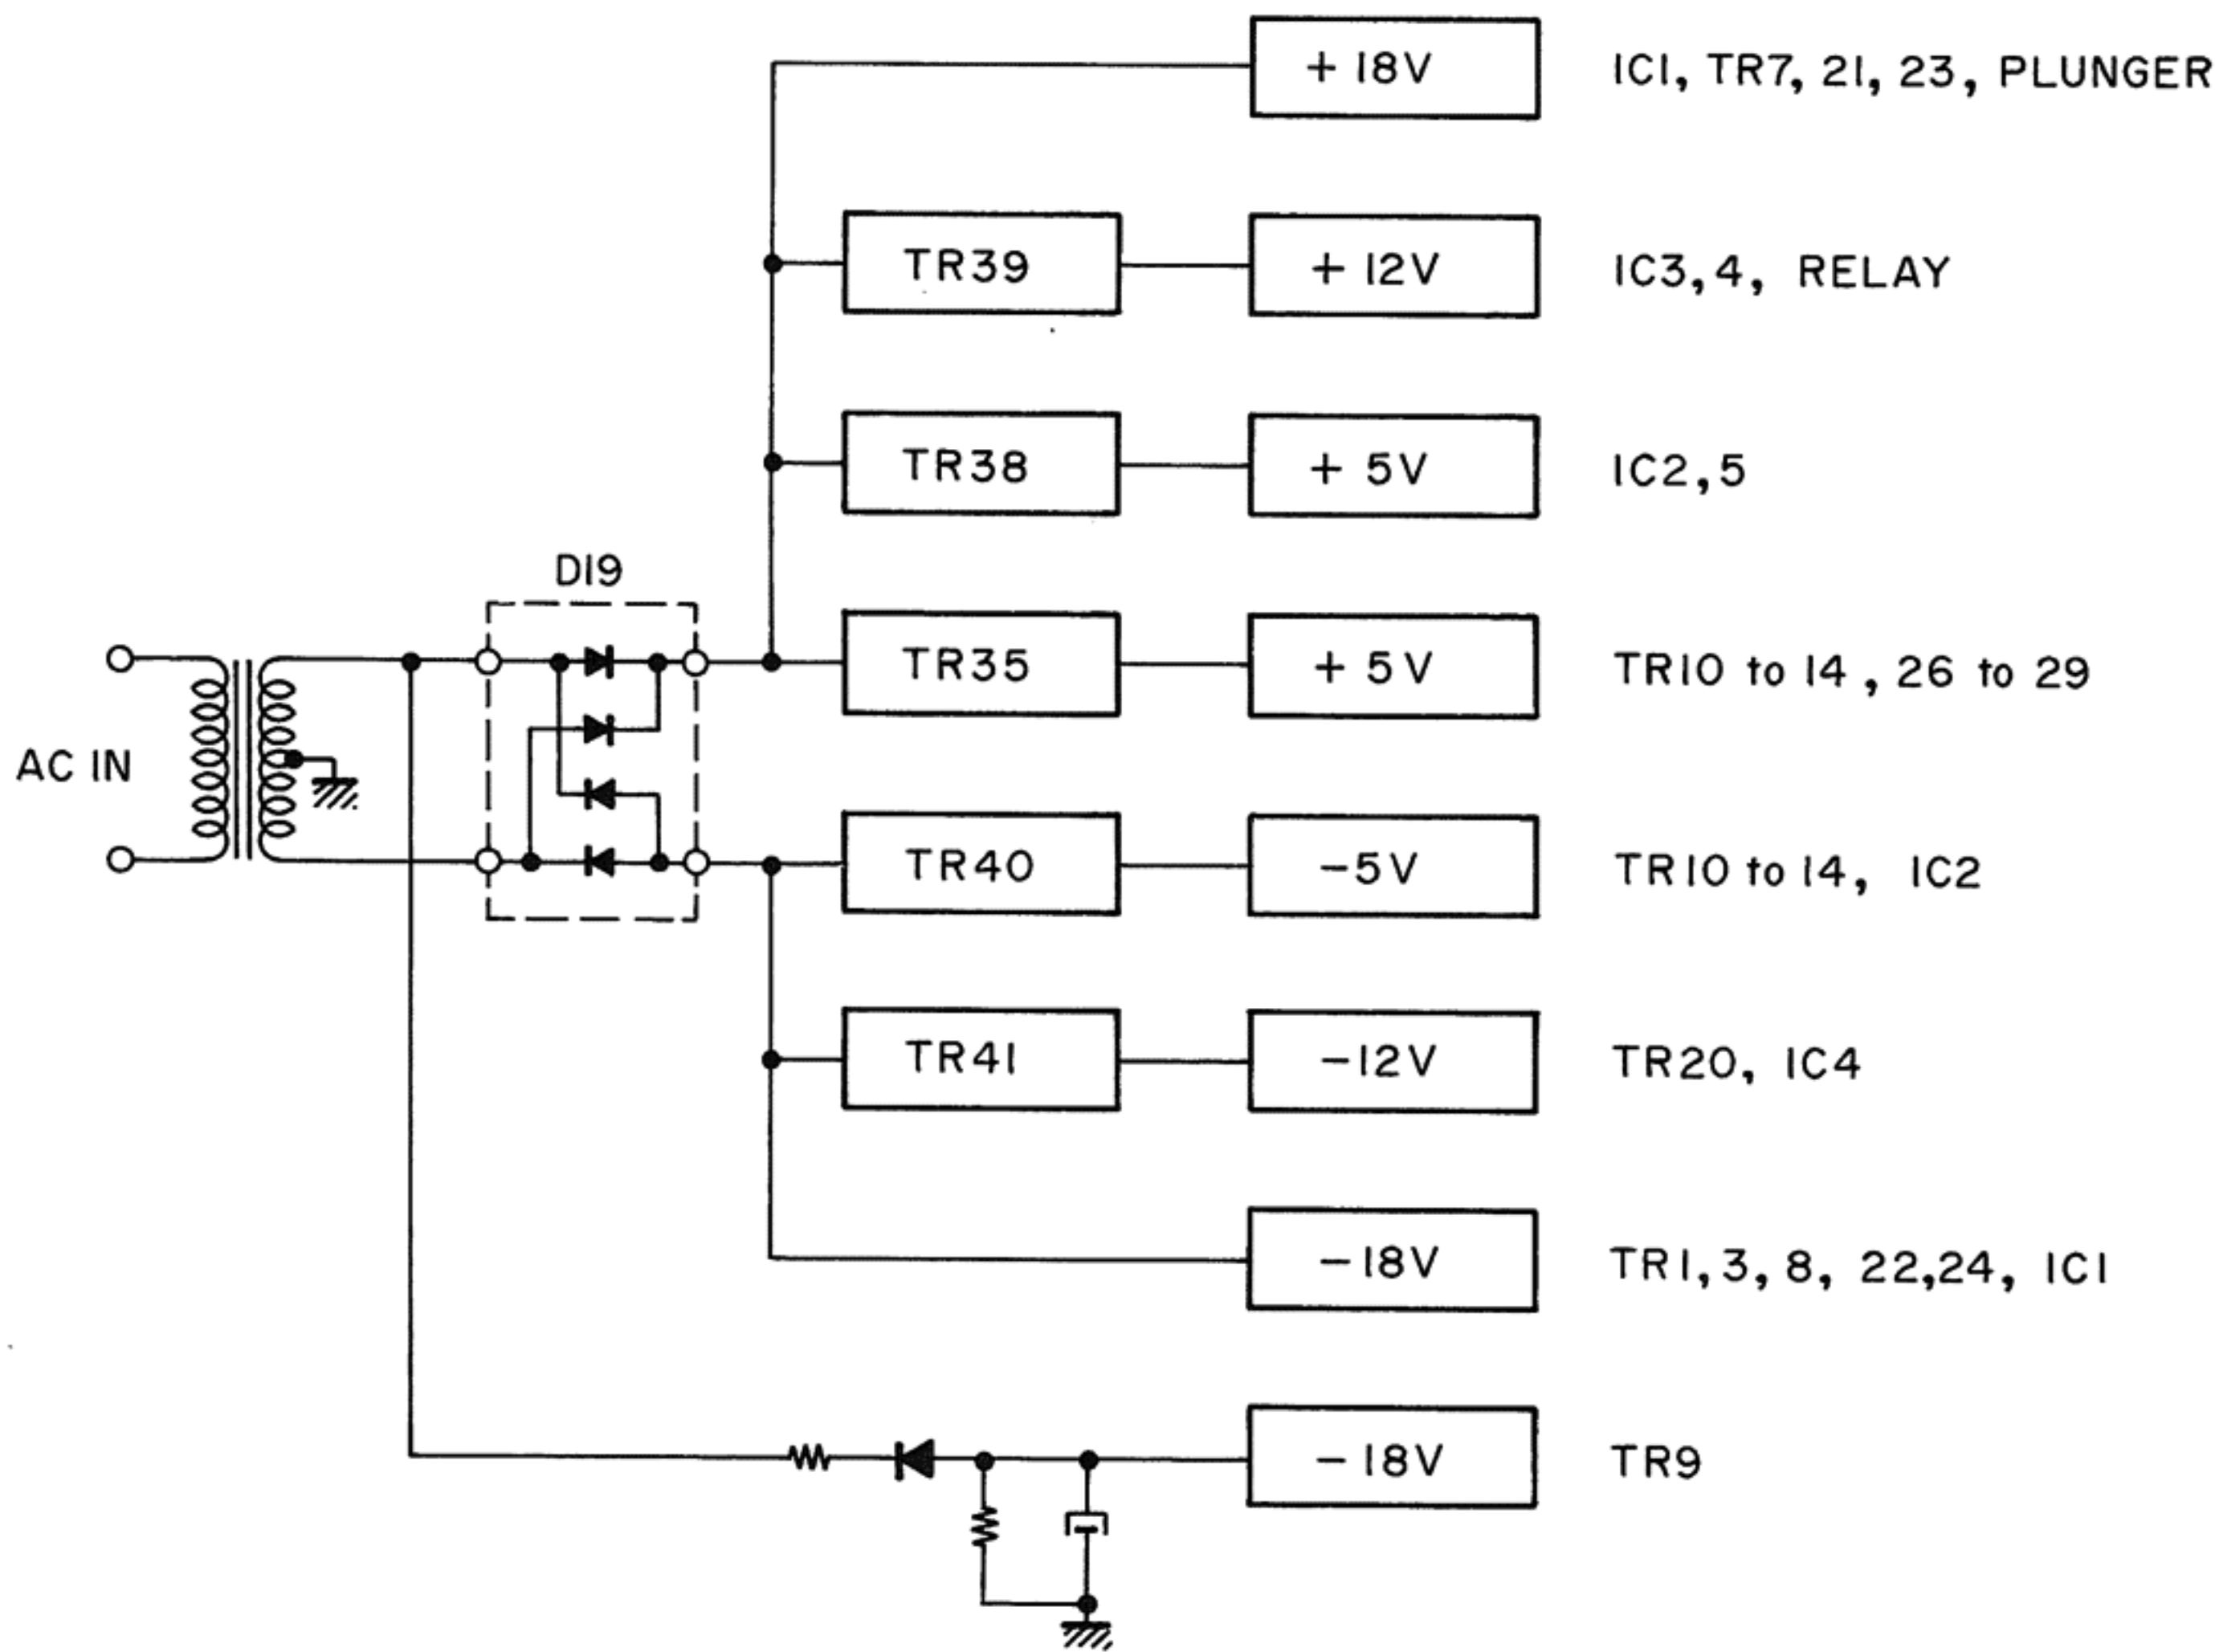 + 18V IC1, TR7, 21, 23, PLUNGER
TR39 + 12V IC3, 4, RELAY
TR38 + 5V IC2, 5
D19
TR35 + 5V TR10 to 14 , 26 to 29
AC IN
TR40 -5V TR10 to 14, IC2
TR41 -12V TR20, IC4
-18V TR1, 3, 8, 22,24, IC1
-18V TR9